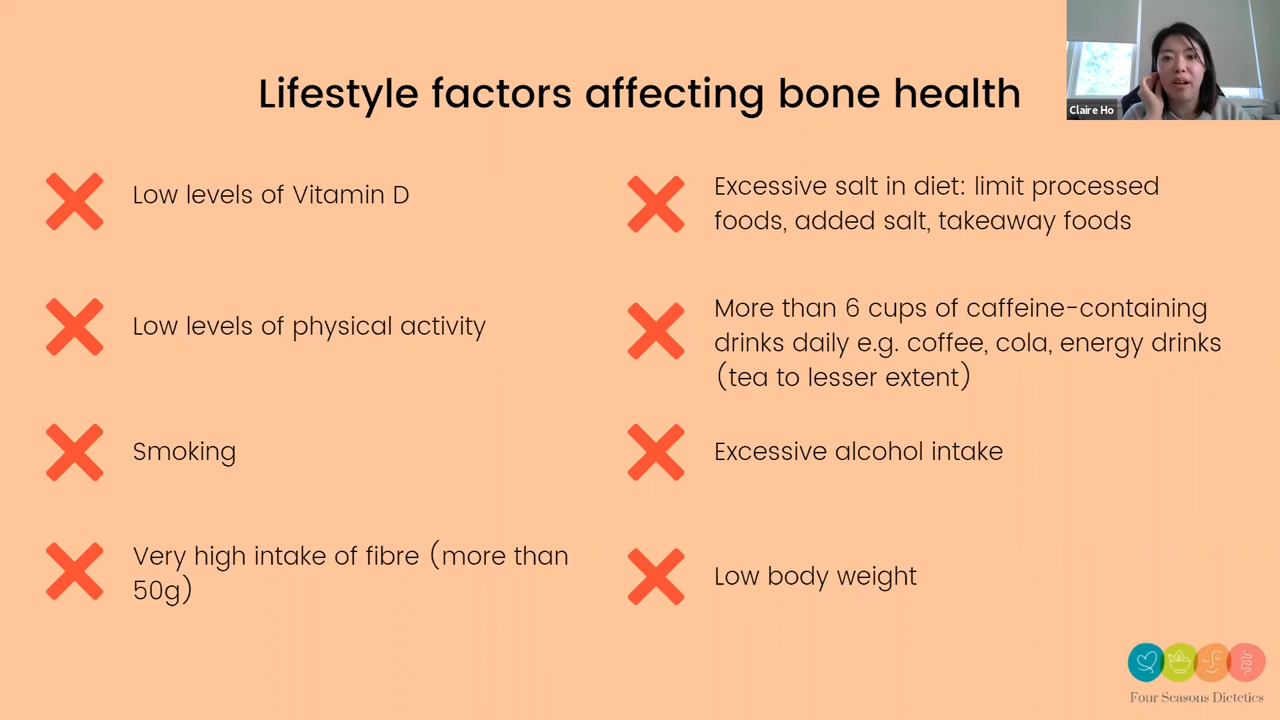 Lifestyle factors affecting bone health
Claire Ho
Low levels of Vitamin D
Low levels of physical activity
Smoking
Very high intake of fibre (more than
50g)
Excessive salt in diet: limit processed
foods, added salt, takeaway foods
More than 6 cups of caffeine-containing
drinks daily e.g. coffee, cola, energy drinks
(tea to lesser extent)
Excessive alcohol intake
Low body weight
Four Seasons Dietetics